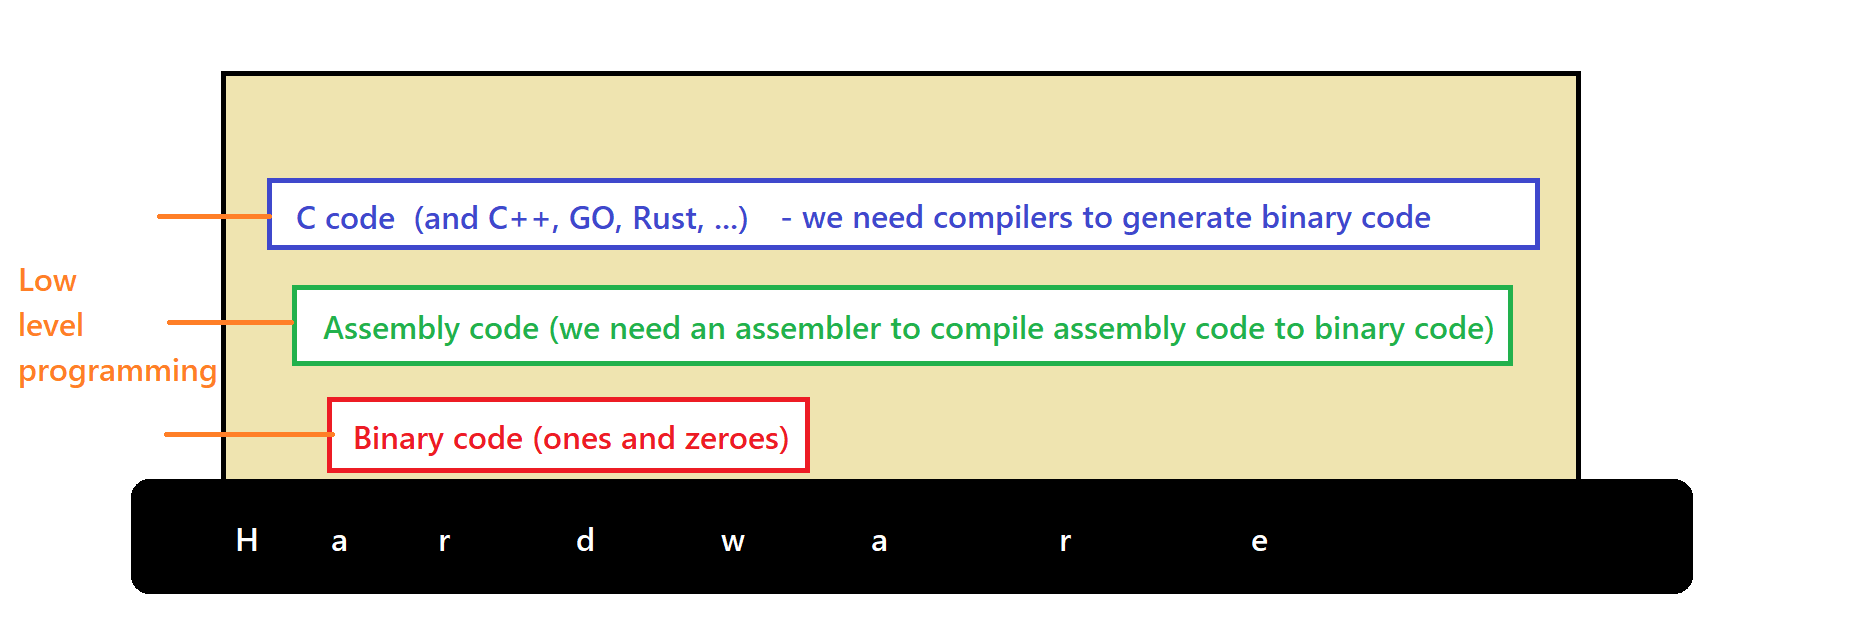 C code  (and C++, GO, Rust, ...)    - we need compilers to generate binary code
Low
level
programming
Assembly code (we need an assembler to compile assembly code to binary code)
Binary code (ones and zeroes)
H a r d w a r e